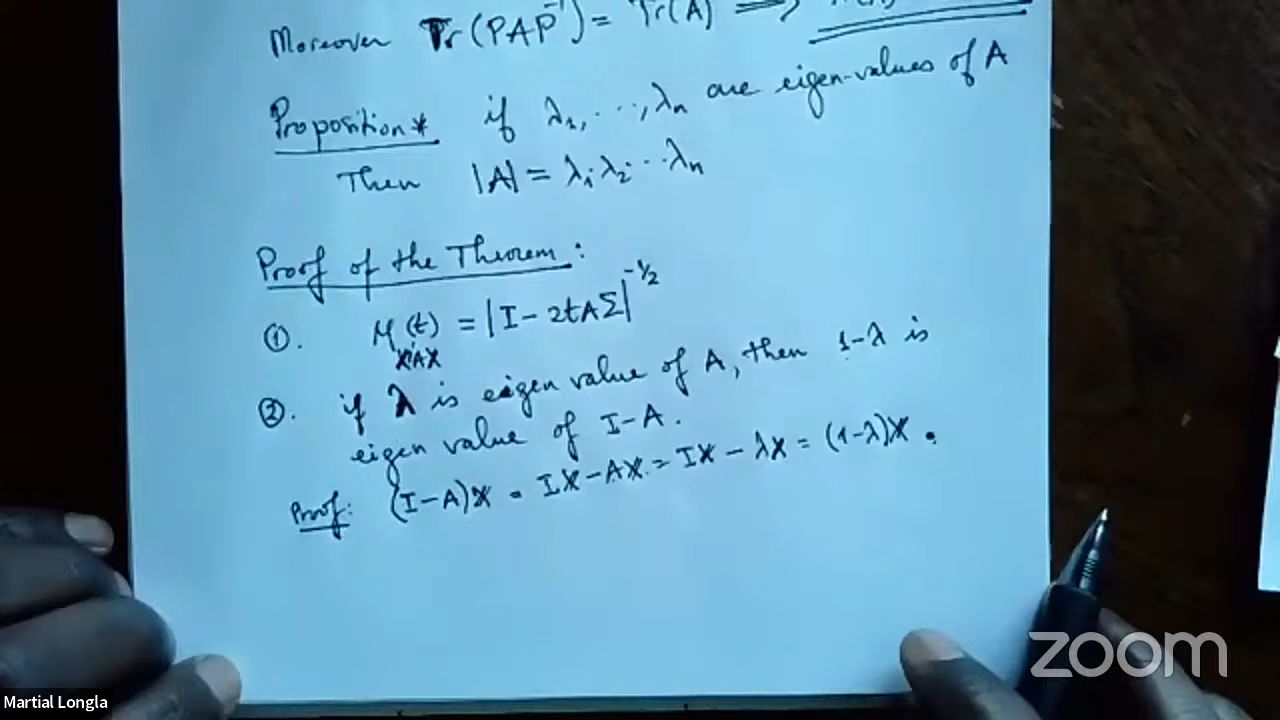 Moreover Tr(PAP⁻¹) = Tr(A) ⟹
Proposition* if λ₁, ..., λₙ are eigen-values of A
Then |A| = λ₁ λ₂ ... λₙ
Proof of the Theorem:
①. M_{X'AX}(t) = |I - 2tAΣ|^{-1/2}
②. if λ is eigen value of A, then 1-λ is
eigen value of I-A.
Proof: (I-A)X = IX - AX = IX - λX = (1-λ)X.
zoom
Martial Longla